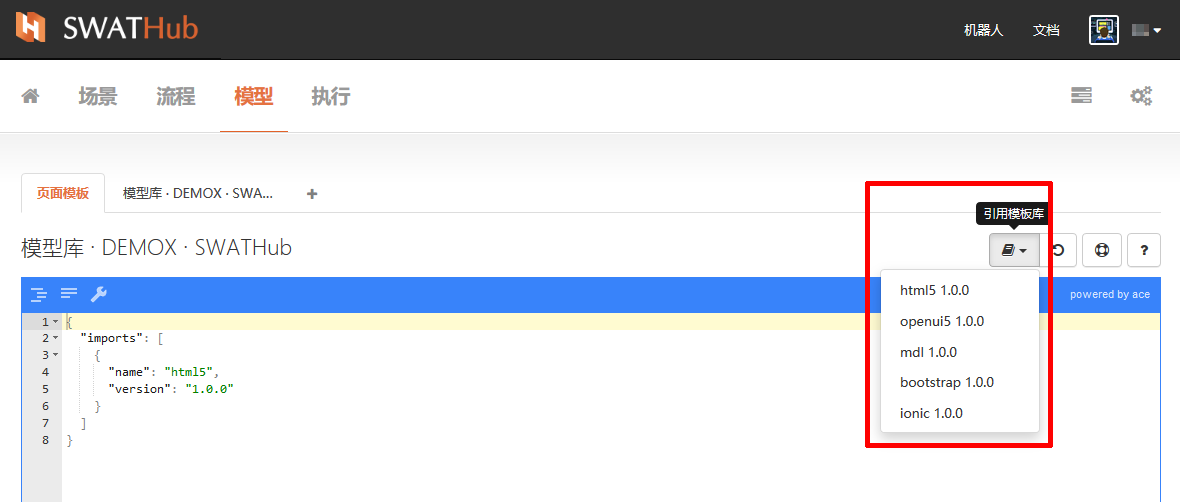 SWATHub
机器人 文档
场景 流程 模型 执行
页面模板 模型库 · DEMOX · SWA... +
引用模板库
模型库 · DEMOX · SWATHub
?
html5 1.0.0
openui5 1.0.0
mdl 1.0.0
bootstrap 1.0.0
ionic 1.0.0
powered by ace
1 {
2 "imports": [
3 {
4 "name": "html5",
5 "version": "1.0.0"
6 }
7 ]
8 }